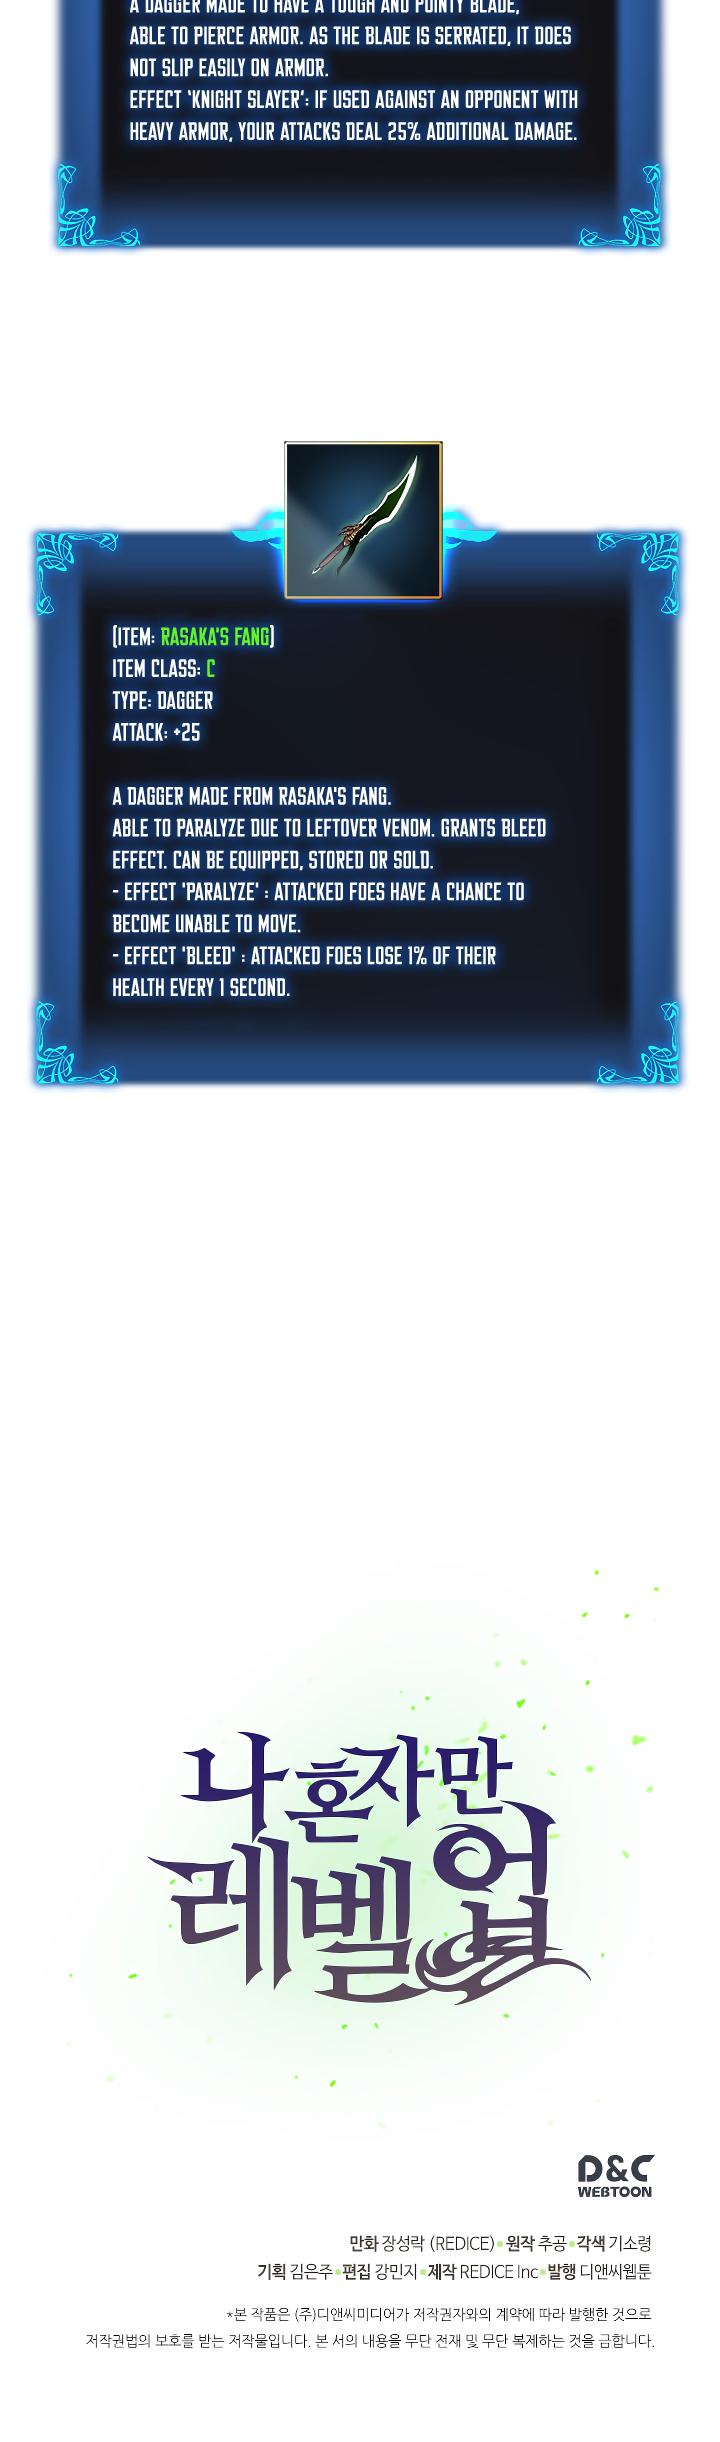 A DAGGER MADE TO HAVE A TOUGH AND POINTY BLADE,
ABLE TO PIERCE ARMOR. AS THE BLADE IS SERRATED, IT DOES
NOT SLIP EASILY ON ARMOR.
EFFECT 'KNIGHT SLAYER': IF USED AGAINST AN OPPONENT WITH
HEAVY ARMOR, YOUR ATTACKS DEAL 25% ADDITIONAL DAMAGE.
[ITEM: RASAKA'S FANG]
ITEM CLASS: C
TYPE: DAGGER
ATTACK: +25
A DAGGER MADE FROM RASAKA'S FANG.
ABLE TO PARALYZE DUE TO LEFTOVER VENOM. GRANTS BLEED
EFFECT. CAN BE EQUIPPED, STORED OR SOLD.
- EFFECT 'PARALYZE' : ATTACKED FOES HAVE A CHANCE TO
BECOME UNABLE TO MOVE.
- EFFECT 'BLEED' : ATTACKED FOES LOSE 1% OF THEIR
HEALTH EVERY 1 SECOND.
나 혼자만
레벨업
D&C
WEBTOON
만화 장성락 (REDICE)•원작 추공•각색 기소령
기획 김은주•편집 강민지•제작 REDICE Inc•발행 디앤씨웹툰
*본 작품은 (주)디앤씨미디어가 저작권자와의 계약에 따라 발행한 것으로
저작권법의 보호를 받는 저작물입니다. 본 서의 내용을 무단 전재 및 무단 복제하는 것을 금합니다.